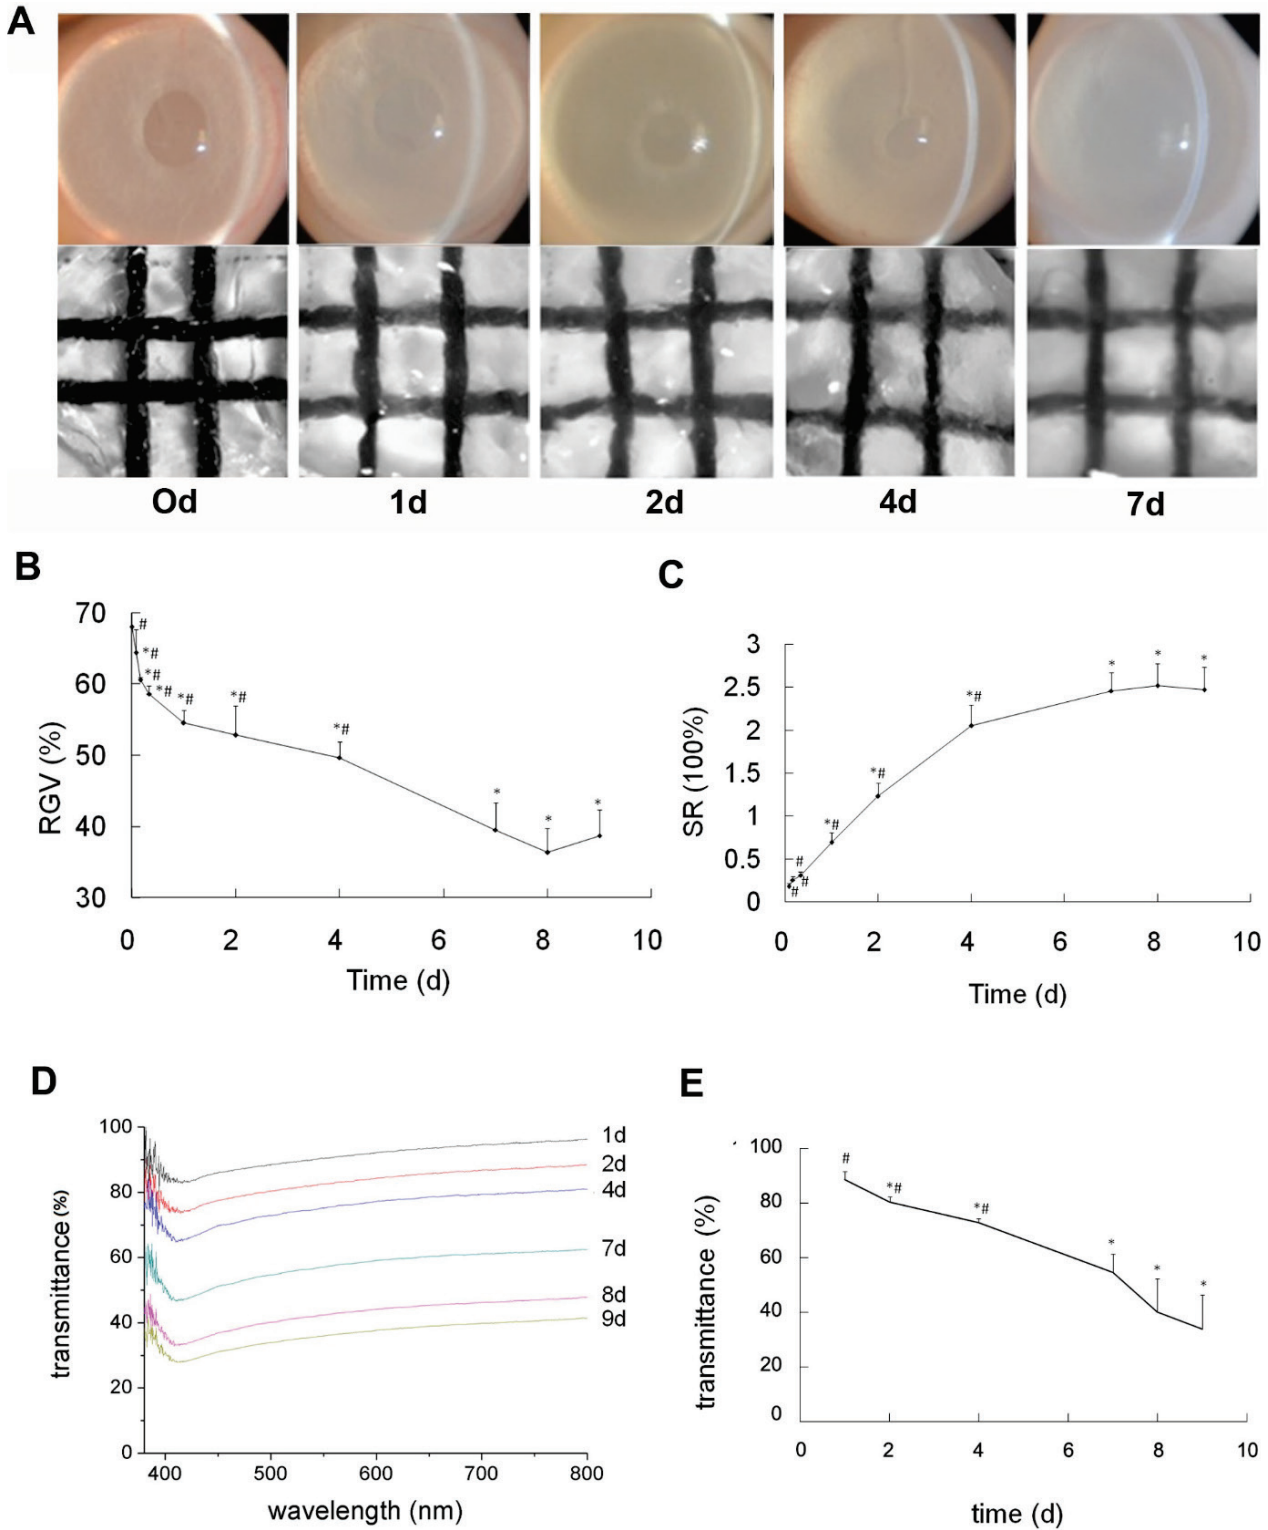 A
Od 1d 2d 4d 7d
B
70
60
50
40
30
RGV (%)
# *# *# *# *# *# *# * * *
0 2 4 6 8 10
Time (d)
C
3
2.5
2
1.5
1
0.5
0
SR (100%)
# # # *# *# *# * * *
0 2 4 6 8 10
Time (d)
D
100
80
60
40
20
0
transmittance (%)
1d
2d
4d
7d
8d
9d
400 500 600 700 800
wavelength (nm)
E
100
80
60
40
20
0
transmittance (%)
# *# *# * * *
0 2 4 6 8 10
time (d)